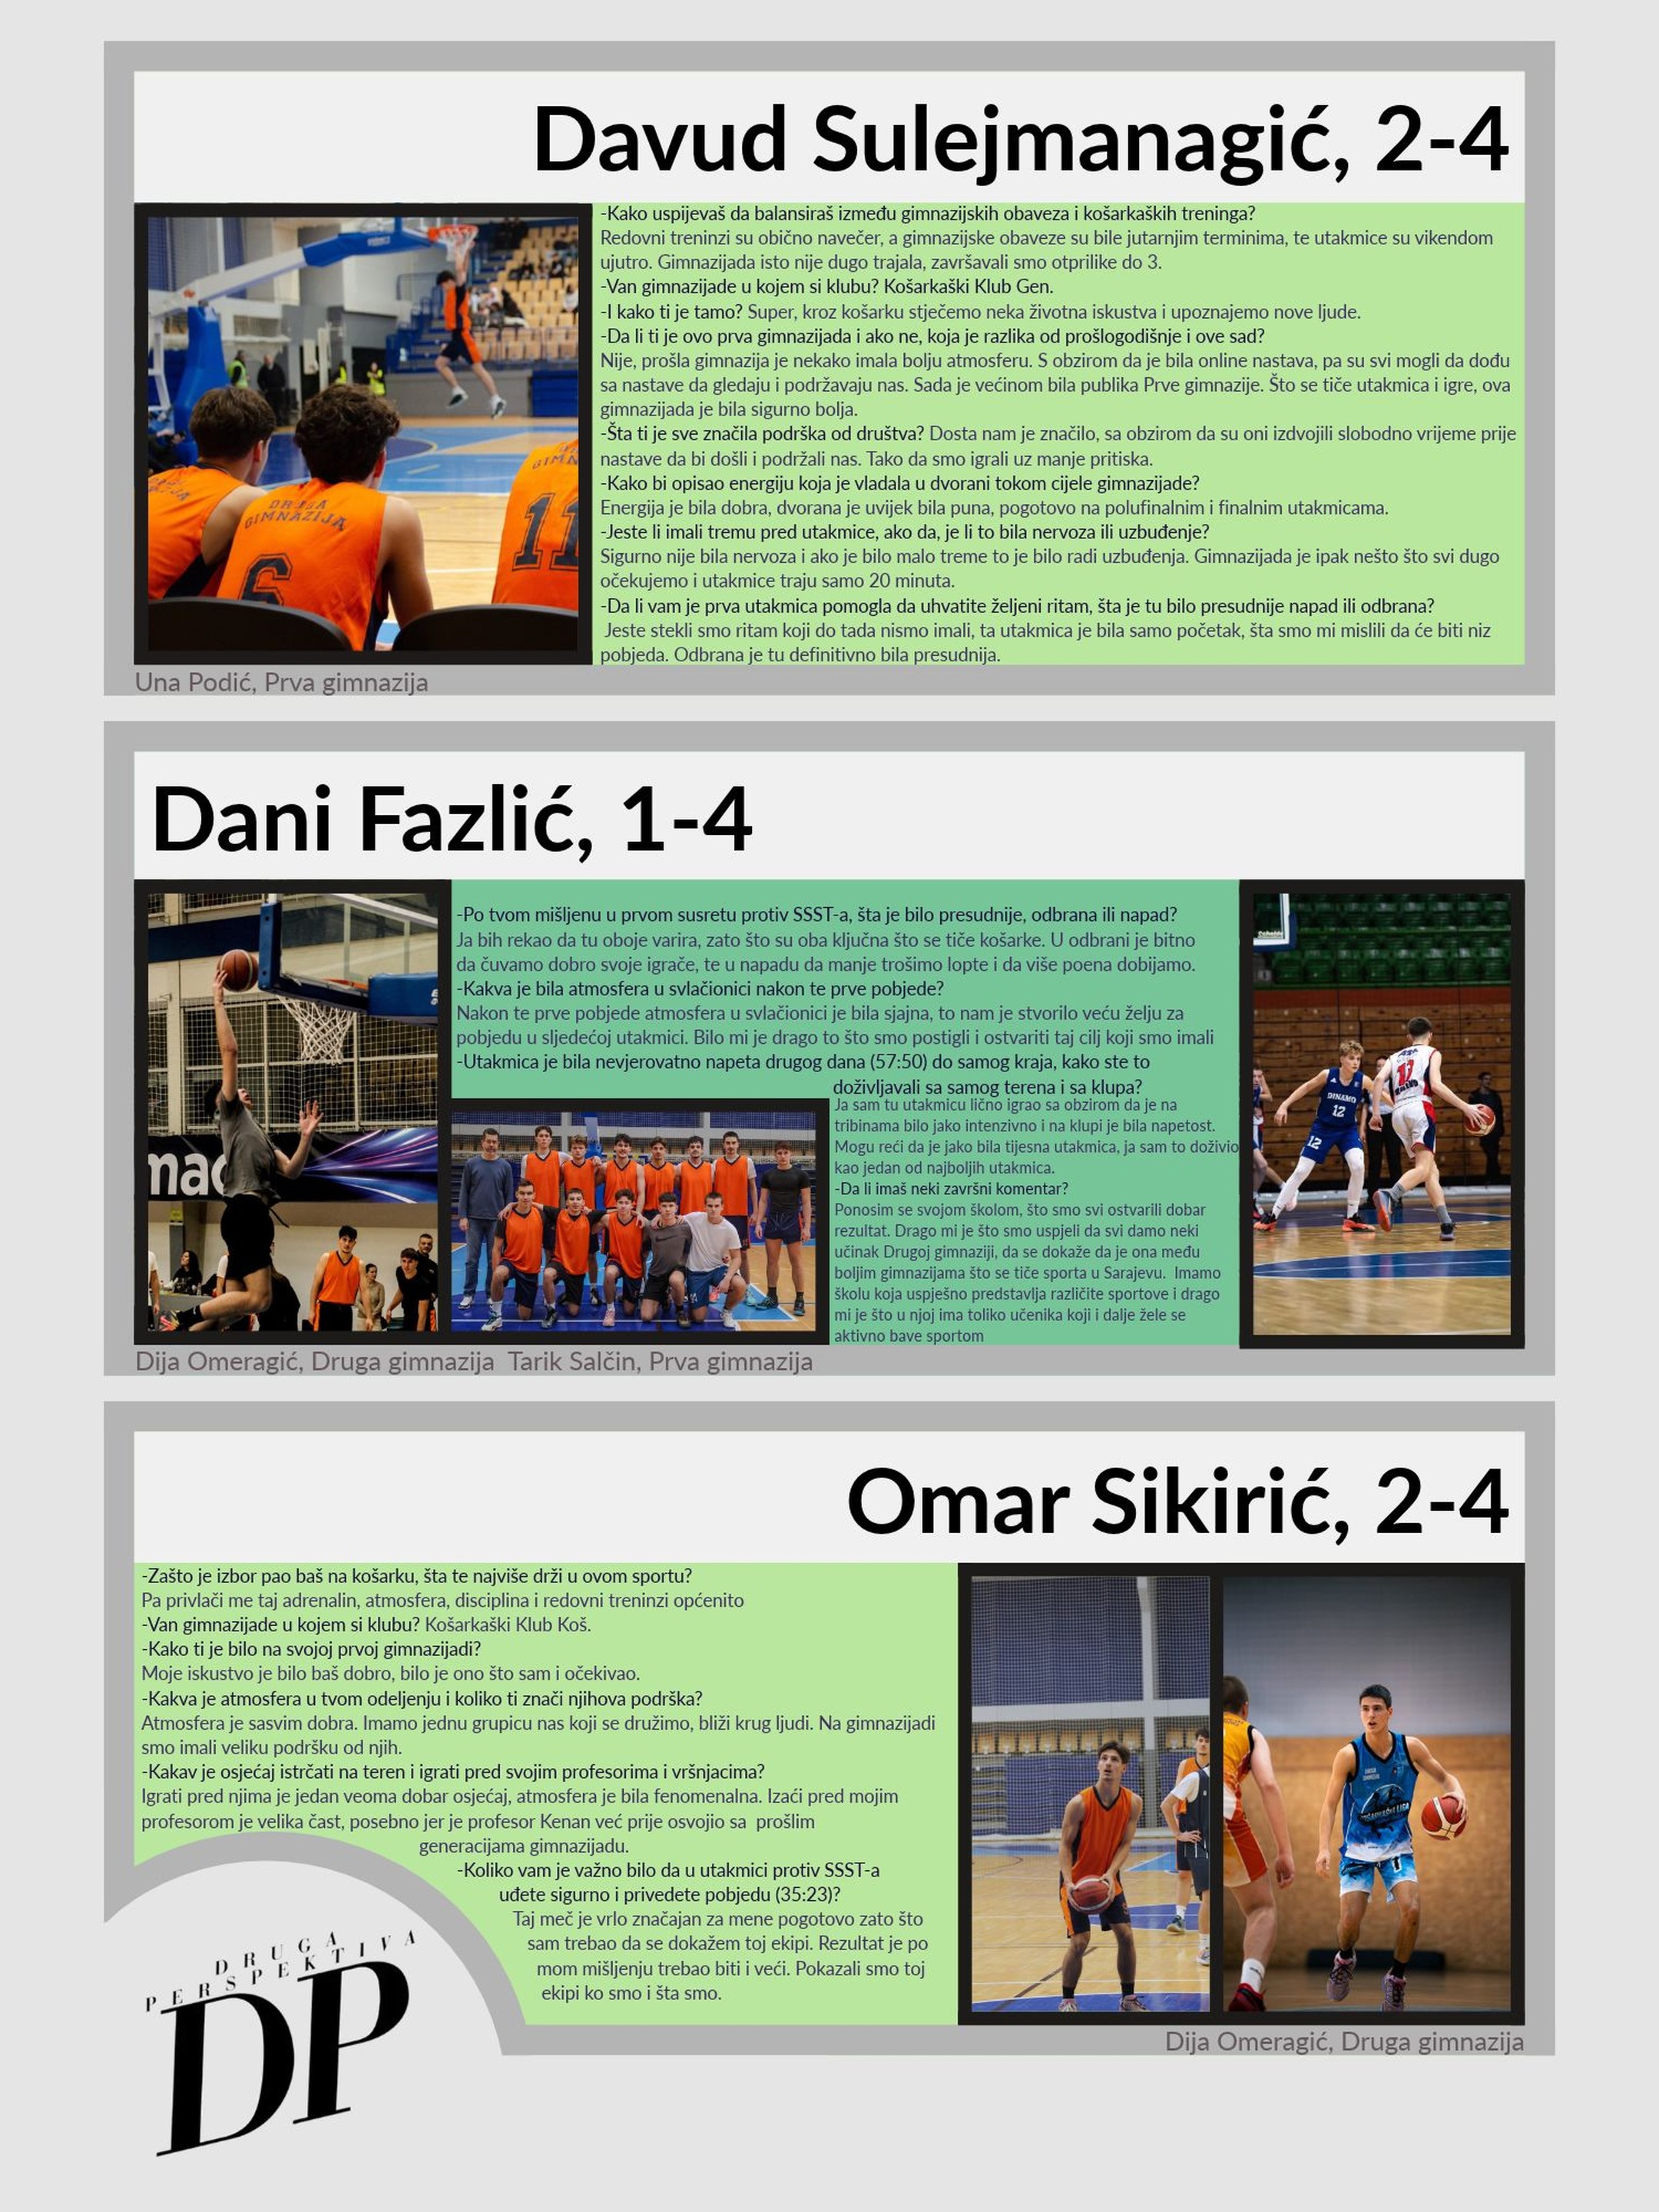 Davud Sulejmanagić, 2-4
-Kako uspijevaš da balansiraš između gimnazijskih obaveza i košarkaških treninga?
Redovni treninzi su obično navečer, a gimnazijske obaveze su bile jutarnjim terminima, te utakmice su vikendom
ujutro. Gimnazijada isto nije dugo trajala, završavali smo otprilike do 3.
-Van gimnazijade u kojem si klubu? Košarkaški Klub Gen.
-I kako ti je tamo? Super, kroz košarku stječemo neka životna iskustva i upoznajemo nove ljude.
-Da li ti je ovo prva gimnazijada i ako ne, koja je razlika od prošlogodišnje i ove sad?
Nije, prošla gimnazija je nekako imala bolju atmosferu. S obzirom da je bila online nastava, pa su svi mogli da dođu
sa nastave da gledaju i podržavaju nas. Sada je većinom bila publika Prve gimnazije. Što se tiče utakmica i igre, ova
gimnazijada je bila sigurno bolja.
-Šta ti je sve značila podrška od društva? Dosta nam je značilo, sa obzirom da su oni izdvojili slobodno vrijeme prije
nastave da bi došli i podržali nas. Tako da smo igrali uz manje pritiska.
-Kako bi opisao energiju koja je vladala u dvorani tokom cijele gimnazijade?
Energija je bila dobra, dvorana je uvijek bila puna, pogotovo na polufinalnim i finalnim utakmicama.
-Jeste li imali tremu pred utakmice, ako da, je li to bila nervoza ili uzbuđenje?
Sigurno nije bila nervoza i ako je bilo malo treme to je bilo radi uzbuđenja. Gimnazijada je ipak nešto što svi dugo
očekujemo i utakmice traju samo 20 minuta.
-Da li vam je prva utakmica pomogla da uhvatite željeni ritam, šta je tu bilo presudnije napad ili odbrana?
Jeste stekli smo ritam koji do tada nismo imali, ta utakmica je bila samo početak, šta smo mi mislili da će biti niz
pobjeda. Odbrana je tu definitivno bila presudnija.
DRUGA
GIMNAZIJA
6
11
Una Podić, Prva gimnazija
Dani Fazlić, 1-4
-Po tvom mišljenu u prvom susretu protiv SSST-a, šta je bilo presudnije, odbrana ili napad?
Ja bih rekao da tu oboje varira, zato što su oba ključna što se tiče košarke. U odbrani je bitno
da čuvamo dobro svoje igrače, te u napadu da manje trošimo lopte i da više poena dobijamo.
-Kakva je bila atmosfera u svlačionici nakon te prve pobjede?
Nakon te prve pobjede atmosfera u svlačionici je bila sjajna, to nam je stvorilo veću želju za
pobjedu u sljedećoj utakmici. Bilo mi je drago to što smo postigli i ostvariti taj cilj koji smo imali
-Utakmica je bila nevjerovatno napeta drugog dana (57:50) do samog kraja, kako ste to
doživljavali sa samog terena i sa klupa?
Ja sam tu utakmicu lično igrao sa obzirom da je na
tribinama bilo jako intenzivno i na klupi je bila napetost.
Mogu reći da je jako bila tijesna utakmica, ja sam to doživio
kao jedan od najboljih utakmica.
-Da li imaš neki završni komentar?
Ponosim se svojom školom, što smo svi ostvarili dobar
rezultat. Drago mi je što smo uspjeli da svi damo neki
učinak Drugoj gimnaziji, da se dokaže da je ona među
boljim gimnazijama što se tiče sporta u Sarajevu.  Imamo
školu koja uspješno predstavlja različite sportove i drago
mi je što u njoj ima toliko učenika koji i dalje žele se
aktivno bave sportom
DINAMO
12
12
Dija Omeragić, Druga gimnazija  Tarik Salčin, Prva gimnazija
Omar Sikirić, 2-4
-Zašto je izbor pao baš na košarku, šta te najviše drži u ovom sportu?
Pa privlači me taj adrenalin, atmosfera, disciplina i redovni treninzi općenito
-Van gimnazijade u kojem si klubu? Košarkaški Klub Koš.
-Kako ti je bilo na svojoj prvoj gimnazijadi?
Moje iskustvo je bilo baš dobro, bilo je ono što sam i očekivao.
-Kakva je atmosfera u tvom odeljenju i koliko ti znači njihova podrška?
Atmosfera je sasvim dobra. Imamo jednu grupicu nas koji se družimo, bliži krug ljudi. Na gimnazijadi
smo imali veliku podršku od njih.
-Kakav je osjećaj istrčati na teren i igrati pred svojim profesorima i vršnjacima?
Igrati pred njima je jedan veoma dobar osjećaj, atmosfera je bila fenomenalna. Izaći pred mojim
profesorom je velika čast, posebno jer je profesor Kenan već prije osvojio sa  prošlim
generacijama gimnazijadu.
-Koliko vam je važno bilo da u utakmici protiv SSST-a
uđete sigurno i privedete pobjedu (35:23)?
Taj meč je vrlo značajan za mene pogotovo zato što
sam trebao da se dokažem toj ekipi. Rezultat je po
mom mišljenju trebao biti i veći. Pokazali smo toj
ekipi ko smo i šta smo.
DRUGA
PERSPEKTIVA
DP
Dija Omeragić, Druga gimnazija